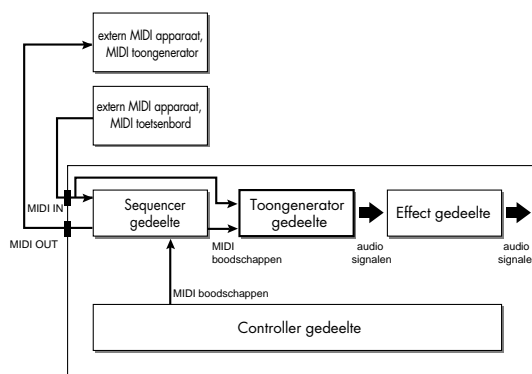 extern MIDI apparaat,
MIDI toongenerator
extern MIDI apparaat,
MIDI toetsenbord
MIDI IN
MIDI OUT
Sequencer
gedeelte
Toongenerator
gedeelte
Effect gedeelte
MIDI
boodschappen
audio
signalen
audio
signale
MIDI boodschappen
Controller gedeelte